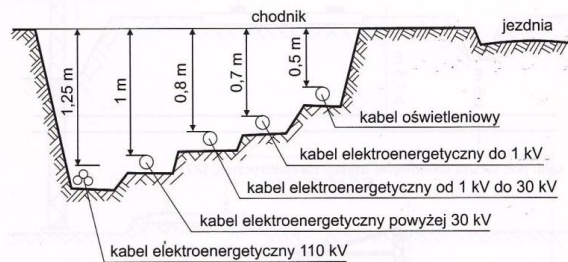 chodnik
jezdnia
1,25 m
1 m
0,8 m
0,7 m
0,5 m
kabel oświetleniowy
kabel elektroenergetyczny do 1 kV
kabel elektroenergetyczny od 1 kV do 30 kV
kabel elektroenergetyczny powyżej 30 kV
kabel elektroenergetyczny 110 kV